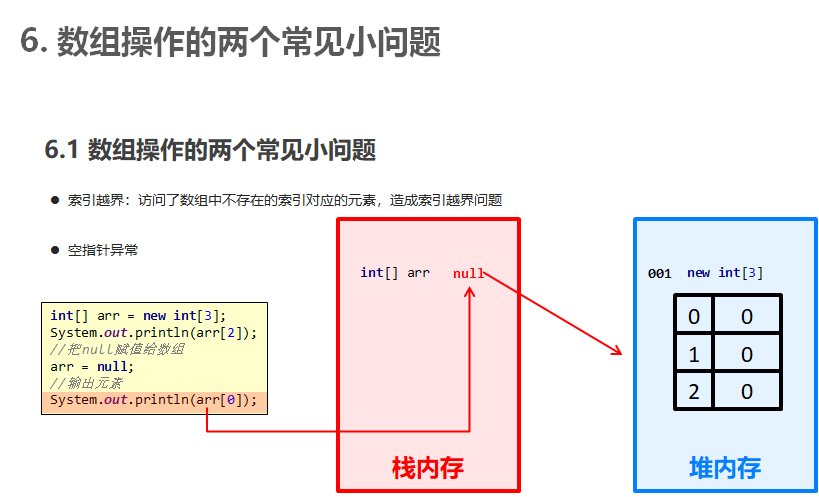 6. 数组操作的两个常见小问题
6.1 数组操作的两个常见小问题
● 索引越界：访问了数组中不存在的索引对应的元素，造成索引越界问题
● 空指针异常
int[] arr = new int[3];
System.out.println(arr[2]);
//把null赋值给数组
arr = null;
//输出元素
System.out.println(arr[0]);
int[] arr null
栈内存
001 new int[3]
0 0
1 0
2 0
堆内存